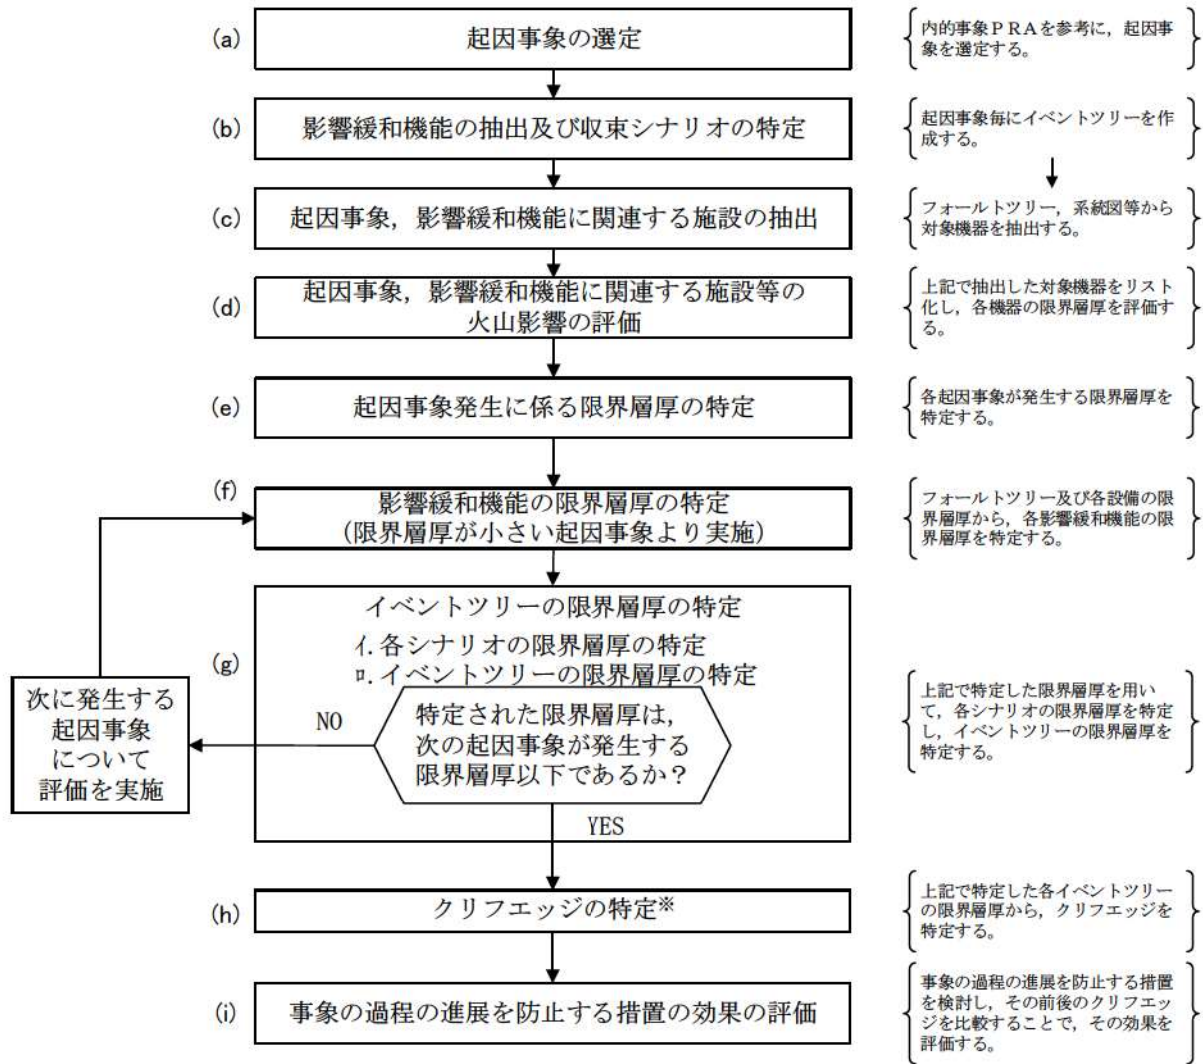 (a)
起因事象の選定
内的事象ＰＲＡを参考に，起因事
象を選定する。
(b)
影響緩和機能の抽出及び収束シナリオの特定
起因事象毎にイベントツリーを作
成する。
(c)
起因事象，影響緩和機能に関連する施設の抽出
フォールトツリー，系統図等から
対象機器を抽出する。
(d)
起因事象，影響緩和機能に関連する施設等の
火山影響の評価
上記で抽出した対象機器をリスト
化し，各機器の限界層厚を評価す
る。
(e)
起因事象発生に係る限界層厚の特定
各起因事象が発生する限界層厚を
特定する。
(f)
影響緩和機能の限界層厚の特定
(限界層厚が小さい起因事象より実施)
フォールトツリー及び各設備の限
界層厚から，各影響緩和機能の限
界層厚を特定する。
(g)
イベントツリーの限界層厚の特定
ｲ.各シナリオの限界層厚の特定
ﾛ.イベントツリーの限界層厚の特定
特定された限界層厚は，
次の起因事象が発生する
限界層厚以下であるか？
NO
YES
次に発生する
起因事象
について
評価を実施
上記で特定した限界層厚を用い
て，各シナリオの限界層厚を特定
し，イベントツリーの限界層厚を
特定する。
(h)
クリフエッジの特定※
上記で特定した各イベントツリー
の限界層厚から，クリフエッジを
特定する。
(i)
事象の過程の進展を防止する措置の効果の評価
事象の過程の進展を防止する措置
を検討し，その前後のクリフエッ
ジを比較することで，その効果を
評価する。